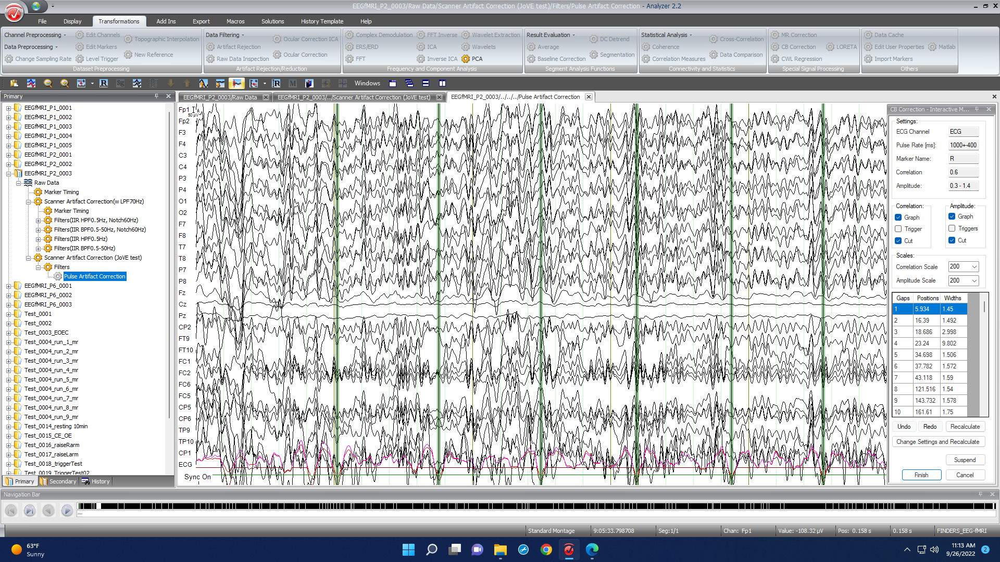 EEGfMRI_P2_0003/Raw Data/Scanner Artifact Correction (JoVE test)/Filters/Pulse Artifact Correction - Analyzer 2.2
File Display Transformations Add Ins Export Macros Solutions History Template Help
Channel Preprocessing Edit Channels Topographic Interpolation
Data Preprocessing Edit Markers New Reference
Change Sampling Rate Level Trigger
Dataset Preprocessing
Data Filtering Ocular Correction ICA
Artifact Rejection Ocular Correction
Raw Data Inspection
Artifact Rejection/Reduction
Complex Demodulation FFT Inverse Wavelet Extraction
ERS/ERD ICA Wavelets
FFT Inverse ICA PCA
Frequency and Component Analysis
Result Evaluation DC Detrend
Average Segmentation
Baseline Correction
Segment Analysis Functions
Statistical Analysis Cross-Correlation
Coherence Data Comparison
Correlation Measures
Connectivity and Statistics
MR Correction
CB Correction LORETA
CWL Regression
Special Signal Processing
Data Cache
Edit User Properties Matlab
Import Markers
Others
R Sg R M Windows
Primary
EEGfMRI_P1_0001
EEGfMRI_P1_0002
EEGfMRI_P1_0003
EEGfMRI_P1_0004
EEGfMRI_P1_0005
EEGfMRI_P2_0001
EEGfMRI_P2_0002
EEGfMRI_P2_0003
Raw Data
Marker Timing
Scanner Artifact Correction(w LPF70Hz)
Marker Timing
Filters(IIR HPF0.5Hz, Notch60Hz)
Filters(IIR BPF0.5-50Hz, Notch60Hz)
Filters(IIR HPF0.5Hz)
Filters(IIR BPF0.5-50Hz)
Scanner Artifact Correction (JoVE test)
Filters
Pulse Artifact Correction
EEGfMRI_P6_0001
EEGfMRI_P6_0002
EEGfMRI_P6_0003
Test_0001
Test_0002
Test_0003_EOEC
Test_0004_run_1_mr
Test_0004_run_2_mr
Test_0004_run_3_mr
Test_0004_run_4_mr
Test_0004_run_5_mr
Test_0004_run_6_mr
Test_0004_run_7_mr
Test_0004_run_8_mr
Test_0004_run_9_mr
Test_0014_resting 10min
Test_0015_CE_OE
Test_0016_raiseRarm
Test_0017_raiseLarm
Test_0018_triggerTest
Test_0019_TriggerTest02
Primary Secondary History
EEGfMRI_P2_0003/Raw Data EEGfMRI_P2_0003/../Scanner Artifact Correction (JoVE test) EEGfMRI_P2_0003/../../../Pulse Artifact Correction
Fp1
50 µV
Fp2
F3
F4
C3
C4
P3
P4
O1
O2
F7
F8
T7
T8
P7
P8
Fz
Cz
Pz
CP2
FT9
FT10
FC1
FC2
FC6
FC5
CP5
CP6
TP9
TP10
CP1
ECG
Sync On
CB Correction - Interactive M...
Settings:
ECG Channel ECG
Pulse Rate [ms]: 1000+-400
Marker Name: R
Correlation 0.6
Amplitude: 0.3 - 1.4
Correlation: Amplitude:
Graph Graph
Trigger Triggers
Cut Cut
Scales:
Correlation Scale 200
Amplitude Scale 200
Gaps Positions Widths
1 5.934 1.45
2 16.39 1.492
3 18.686 2.998
4 23.24 9.802
5 34.698 1.506
6 37.782 1.572
7 43.118 1.59
8 121.516 1.54
9 143.732 1.578
10 161.61 1.75
Undo Redo Recalculate
Change Settings and Recalculate
Suspend
Finish Cancel
Navigation Bar
Standard Montage 9:05:33.798708 Seg:1/1 Chan: Fp1 Value: -108.32 µV Pos: 0.158 s 0.158 s FINDERS_EEG-fMRI
63°F
Sunny
11:13 AM
9/26/2022
2